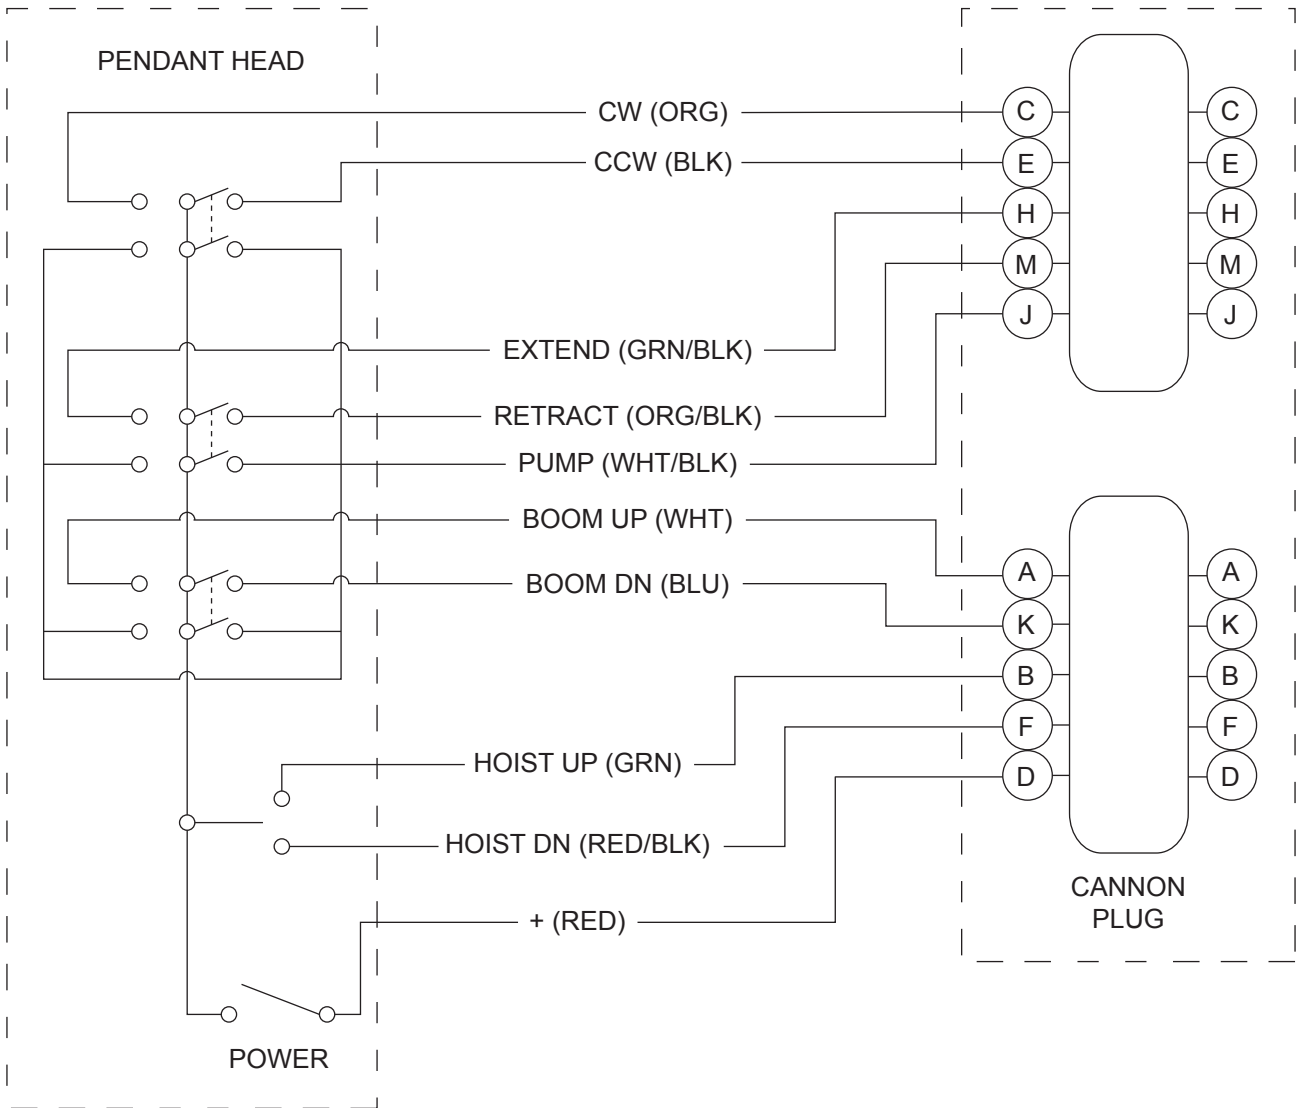 PENDANT HEAD
CW (ORG)
C
C
CCW (BLK)
E
E
H
H
M
M
J
J
EXTEND (GRN/BLK)
RETRACT (ORG/BLK)
PUMP (WHT/BLK)
BOOM UP (WHT)
A
A
BOOM DN (BLU)
K
K
B
B
F
F
HOIST UP (GRN)
D
D
HOIST DN (RED/BLK)
CANNON
PLUG
+ (RED)
POWER